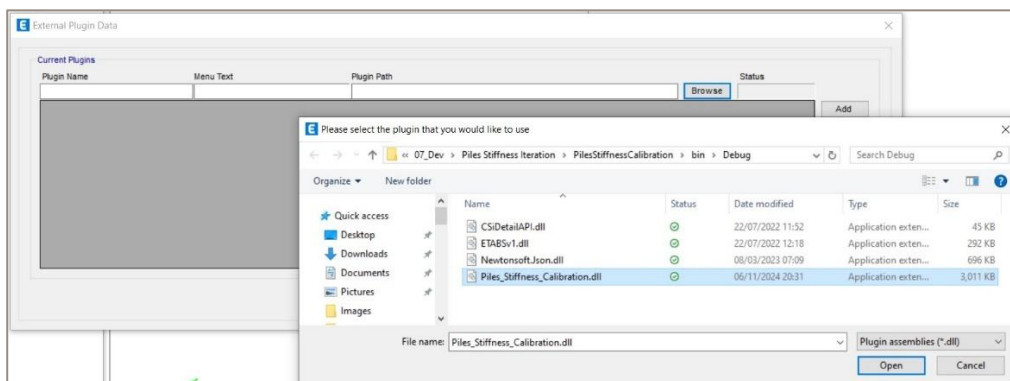 External Plugin Data
Current Plugins
Plugin Name Menu Text Plugin Path Status
Browse
Add
Please select the plugin that you would like to use
« 07_Dev > Piles Stiffness Iteration > PilesStiffnessCalibration > bin > Debug Search Debug
Organize New folder
Name Status Date modified Type Size
Quick access
Desktop
Downloads
Documents
Pictures
Images
CSiDetailAPI.dll 22/07/2022 11:52 Application exten... 45 KB
ETABSv1.dll 22/07/2022 12:18 Application exten... 292 KB
Newtonsoft.Json.dll 08/03/2023 07:09 Application exten... 696 KB
Piles_Stiffness_Calibration.dll 06/11/2024 20:31 Application exten... 3,011 KB
File name: Piles_Stiffness_Calibration.dll Plugin assemblies (*.dll)
Open Cancel